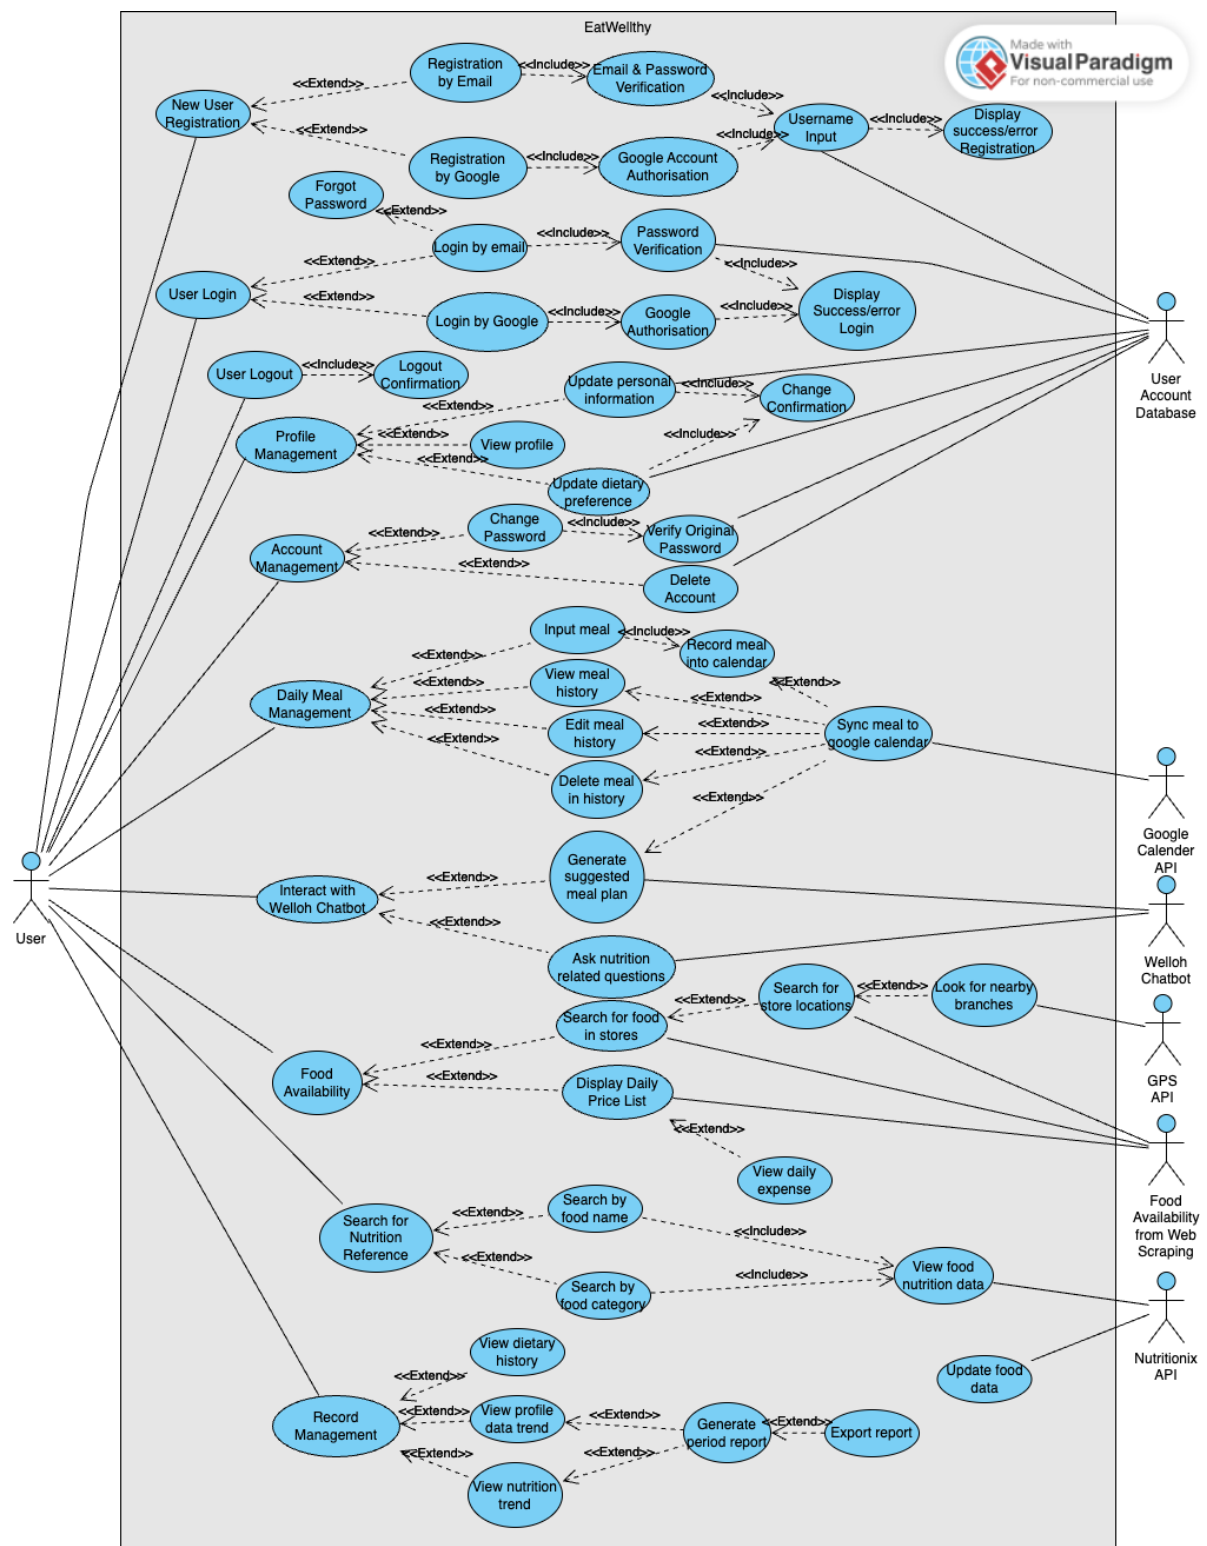 EatWellthy
Made with
VisualParadigm
For non-commercial use
Registration
by Email
<<Include>>
Email & Password
Verification
<<Extend>>
<<Include>>
New User
Registration
Username
Input
<<Include>>
Display
success/error
Registration
<<Extend>>
<<Include>>
Registration
by Google
<<Include>>
Google Account
Authorisation
Forgot
Password
<<Extend>>
Login by email
<<Include>>
Password
Verification
<<Extend>>
<<Include>>
User Login
<<Extend>>
Login by Google
<<Include>>
Google
Authorisation
<<Include>>
Display
Success/error
Login
User Logout
<<Include>>
Logout
Confirmation
User
Account
Database
Update personal
information
<<Include>>
Change
Confirmation
<<Extend>>
Profile
Management
<<Extend>>
View profile
<<Include>>
<<Extend>>
Update dietary
preference
Change
Password
<<Include>>
Verify Original
Password
<<Extend>>
Account
Management
<<Extend>>
Delete
Account
Input meal
<<Include>>
Record meal
into calendar
<<Extend>>
View meal
history
<<Extend>>
<<Extend>>
<<Extend>>
Daily Meal
Management
<<Extend>>
Edit meal
history
<<Extend>>
Sync meal to
google calendar
<<Extend>>
<<Extend>>
Delete meal
in history
<<Extend>>
Google
Calender
API
Generate
suggested
meal plan
<<Extend>>
Interact with
Welloh Chatbot
<<Extend>>
User
Ask nutrition
related questions
Welloh
Chatbot
Search for
store locations
<<Extend>>
Look for nearby
branches
<<Extend>>
Search for food
in stores
<<Extend>>
Food
Availability
<<Extend>>
Display Daily
Price List
GPS
API
<<Extend>>
View daily
expense
Food
Availability
from Web
Scraping
Search by
food name
<<Extend>>
Search for
Nutrition
Reference
<<Include>>
<<Extend>>
Search by
food category
<<Include>>
View food
nutrition data
Nutritionix
API
Update food
data
View dietary
history
<<Extend>>
Record
Management
<<Extend>>
View profile
data trend
<<Extend>>
Generate
period report
<<Extend>>
Export report
<<Extend>>
<<Extend>>
View nutrition
trend